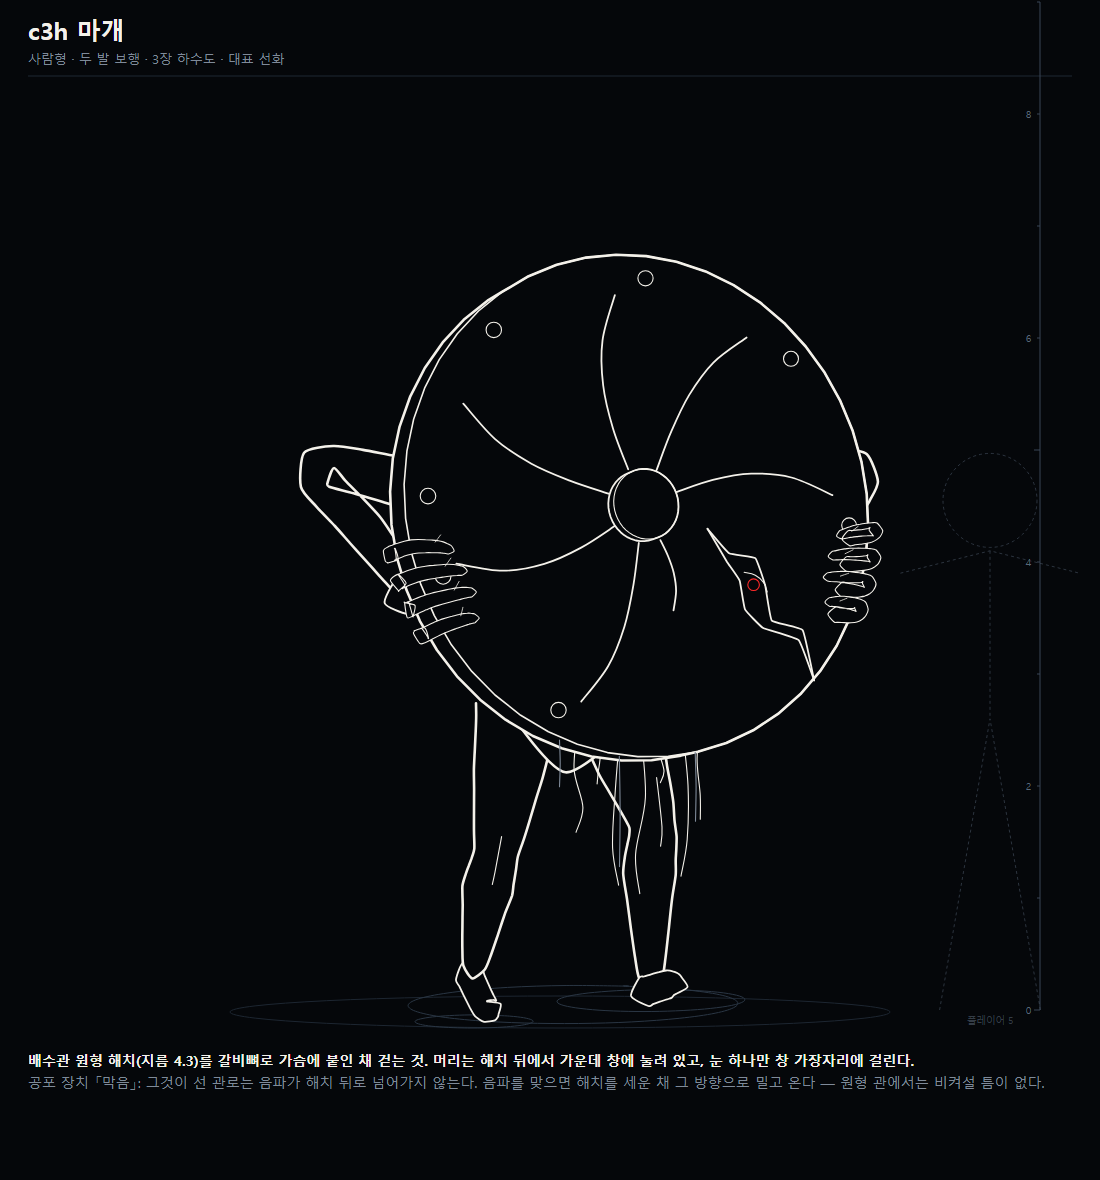 c3h 마개
사람형 · 두 발 보행 · 3장 하수도 · 대표 선화
8
6
4
2
0
플레이어 5
배수관 원형 해치(지름 4.3)를 갈비뼈로 가슴에 붙인 채 걷는 것. 머리는 해치 뒤에서 가운데 창에 눌려 있고, 눈 하나만 창 가장자리에 걸린다.
공포 장치 「막음」: 그것이 선 관로는 음파가 해치 뒤로 넘어가지 않는다. 음파를 맞으면 해치를 세운 채 그 방향으로 밀고 온다 — 원형 관에서는 비켜설 틈이 없다.